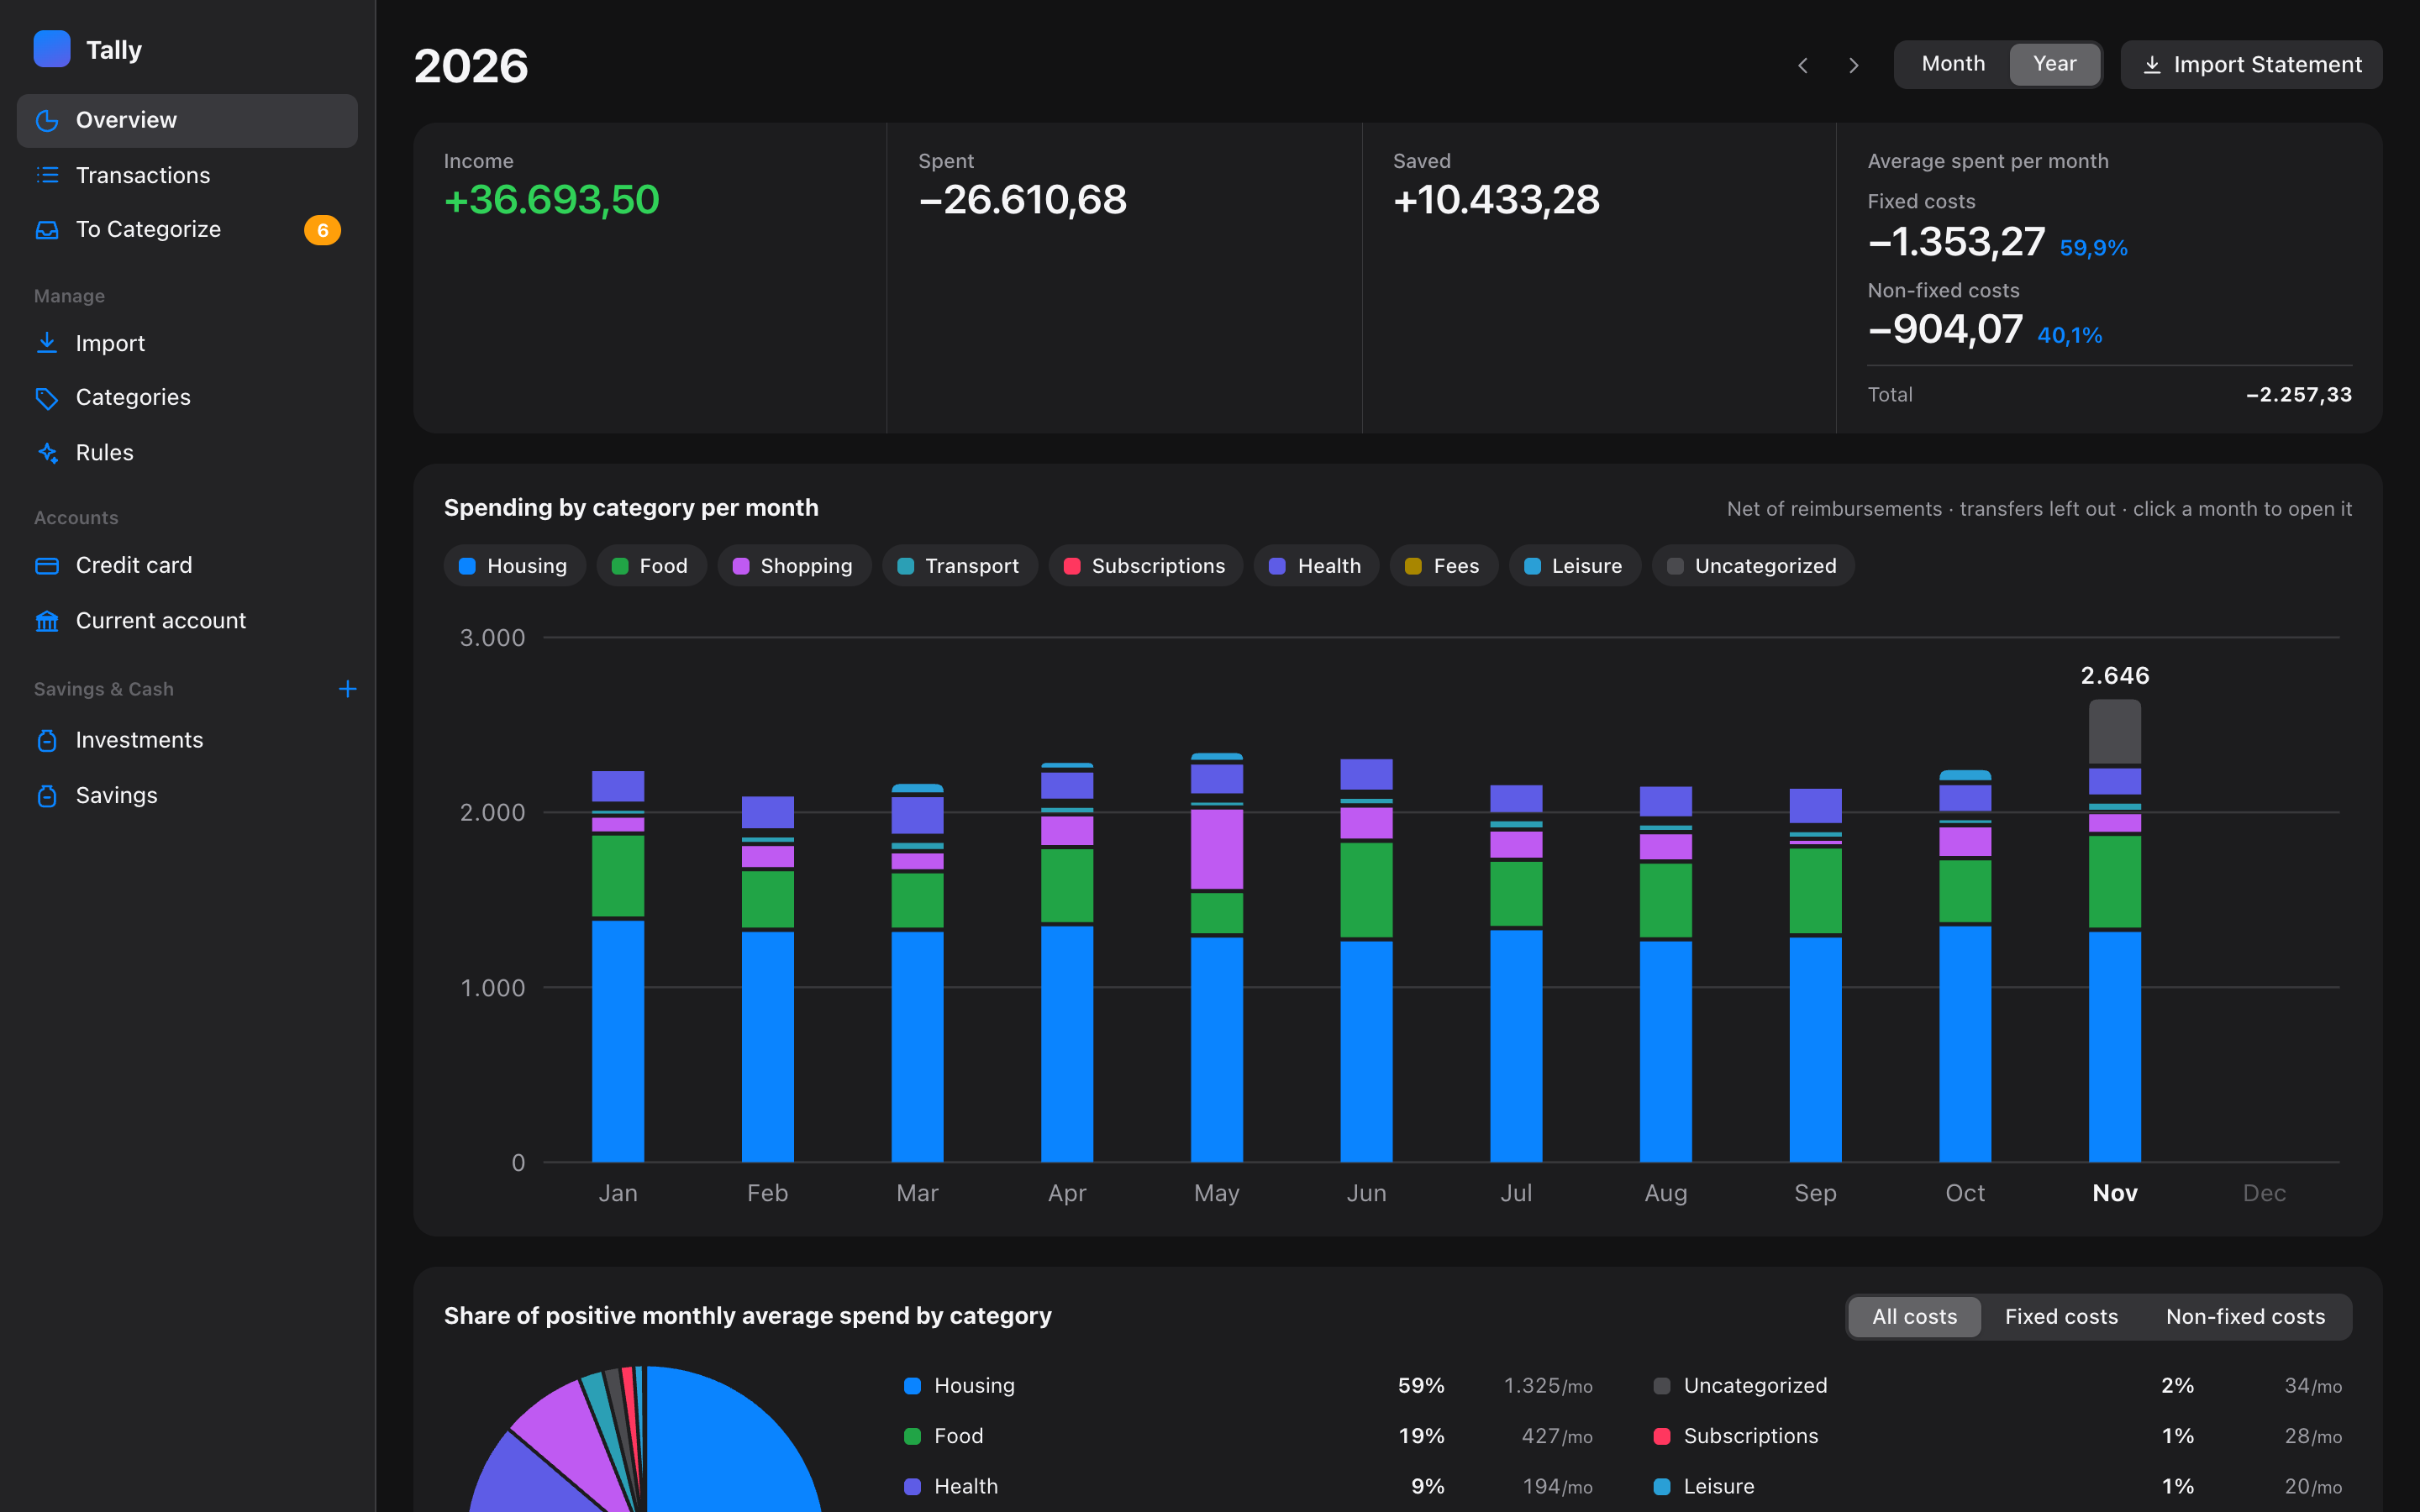 Tally
Overview
Transactions
To Categorize 6
Manage
Import
Categories
Rules
Accounts
Credit card
Current account
Savings & Cash +
Investments
Savings
2026
Month Year Import Statement
Income
+36.693,50
Spent
−26.610,68
Saved
+10.433,28
Average spent per month
Fixed costs
−1.353,27 59,9%
Non-fixed costs
−904,07 40,1%
Total −2.257,33
Spending by category per month
Net of reimbursements · transfers left out · click a month to open it
Housing Food Shopping Transport Subscriptions Health Fees Leisure Uncategorized
3.000
2.646
2.000
1.000
0
Jan Feb Mar Apr May Jun Jul Aug Sep Oct Nov Dec
Share of positive monthly average spend by category
All costs Fixed costs Non-fixed costs
Housing 59% 1.325/mo
Food 19% 427/mo
Health 9% 194/mo
Uncategorized 2% 34/mo
Subscriptions 1% 28/mo
Leisure 1% 20/mo